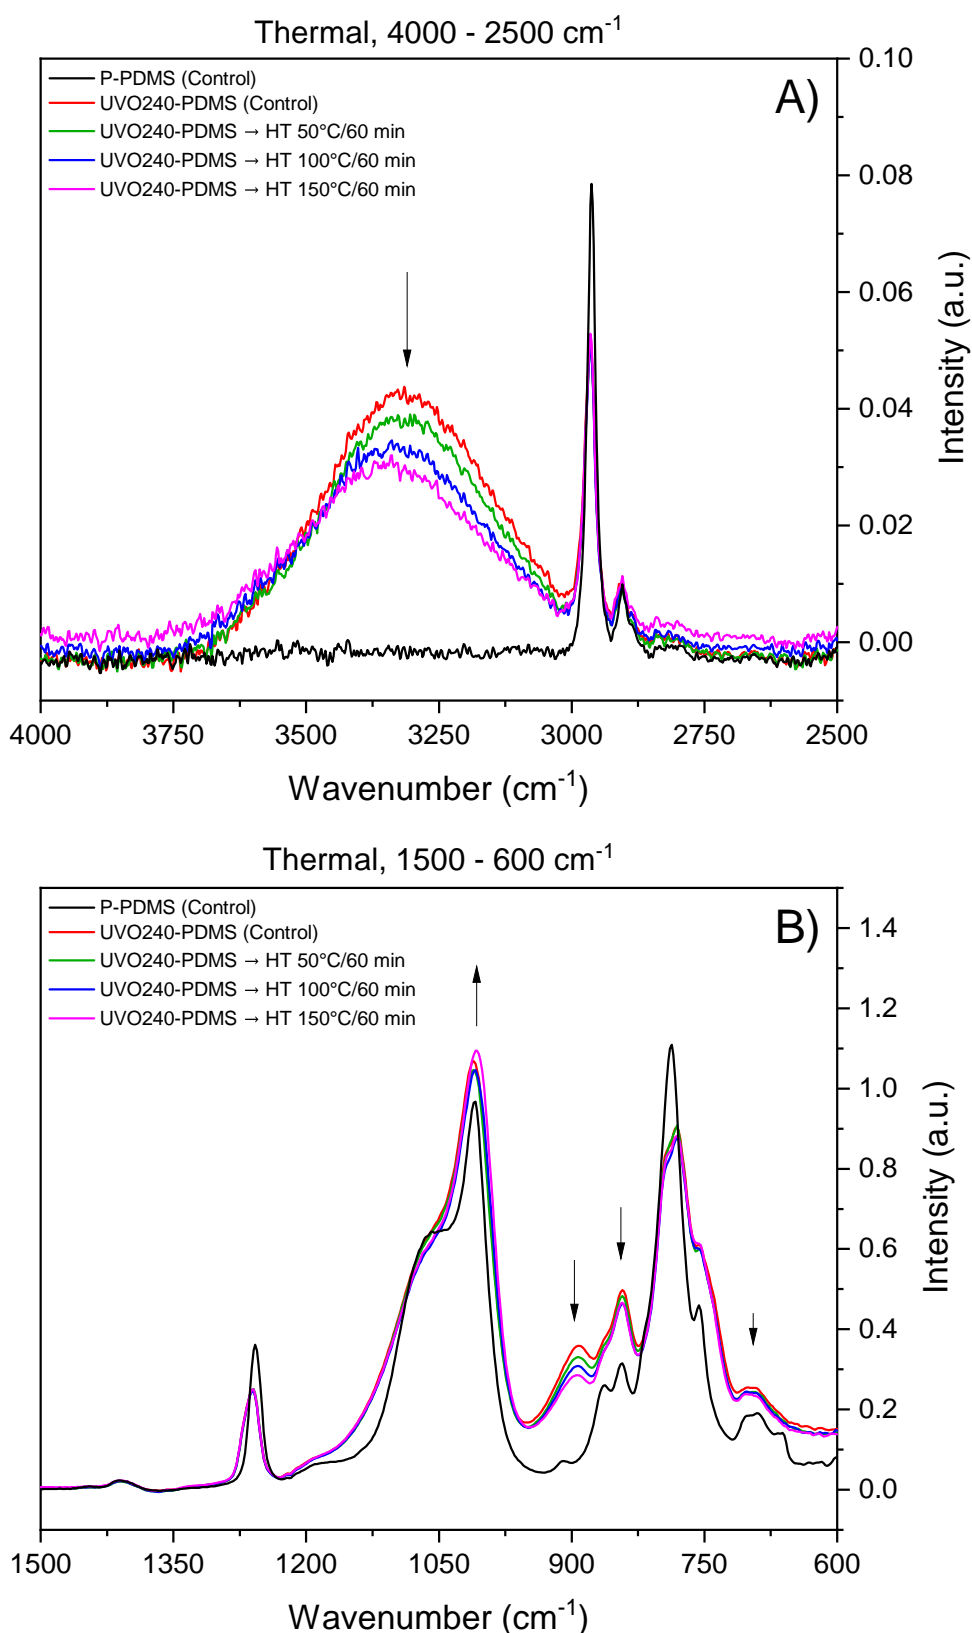 Thermal, 4000 - 2500 cm⁻¹
P-PDMS (Control)
UVO240-PDMS (Control)
UVO240-PDMS → HT 50°C/60 min
UVO240-PDMS → HT 100°C/60 min
UVO240-PDMS → HT 150°C/60 min
A)
0.10
0.08
0.06
0.04
0.02
0.00
Intensity (a.u.)
4000 3750 3500 3250 3000 2750 2500
Wavenumber (cm⁻¹)
Thermal, 1500 - 600 cm⁻¹
P-PDMS (Control)
UVO240-PDMS (Control)
UVO240-PDMS → HT 50°C/60 min
UVO240-PDMS → HT 100°C/60 min
UVO240-PDMS → HT 150°C/60 min
B)
1.4
1.2
1.0
0.8
0.6
0.4
0.2
0.0
Intensity (a.u.)
1500 1350 1200 1050 900 750 600
Wavenumber (cm⁻¹)